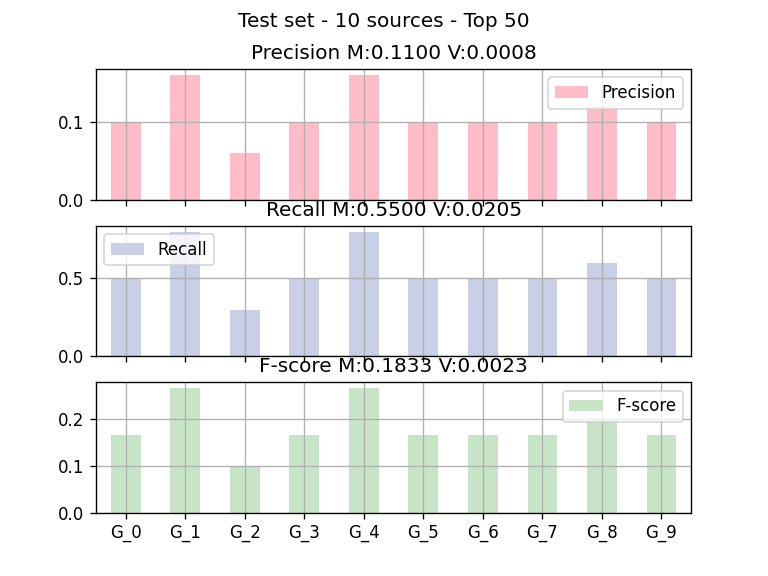 Test set - 10 sources - Top 50
Precision M:0.1100 V:0.0008
Precision
0.1
0.0
Recall M:0.5500 V:0.0205
Recall
0.5
0.0
F-score M:0.1833 V:0.0023
F-score
0.2
0.1
0.0
G_0 G_1 G_2 G_3 G_4 G_5 G_6 G_7 G_8 G_9